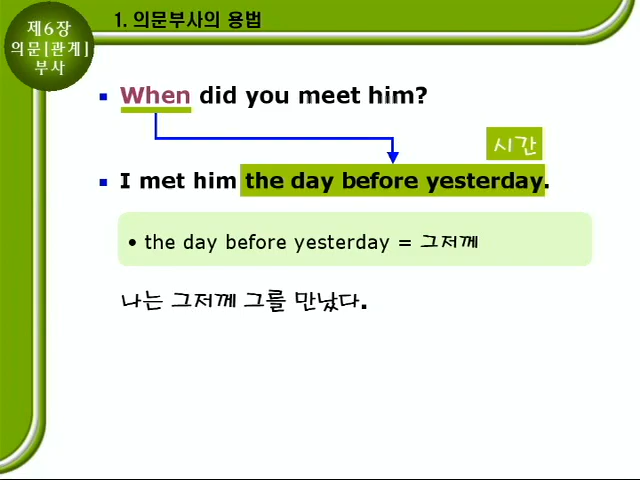 제6장
의문[관계]
부사
1. 의문부사의 용법
When did you meet him?
시간
I met him the day before yesterday.
• the day before yesterday = 그저께
나는 그저께 그를 만났다.